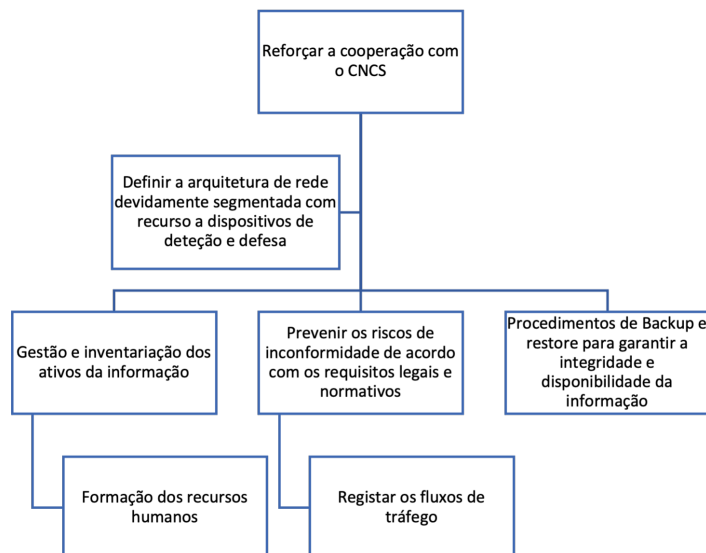 Reforçar a cooperação com
o CNCS
Definir a arquitetura de rede
devidamente segmentada com
recurso a dispositivos de
deteção e defesa
Gestão e inventariação dos
ativos da informação
Prevenir os riscos de
inconformidade de acordo
com os requisitos legais e
normativos
Procedimentos de Backup e
restore para garantir a
integridade e
disponibilidade da
informação
Formação dos recursos
humanos
Registar os fluxos de
tráfego